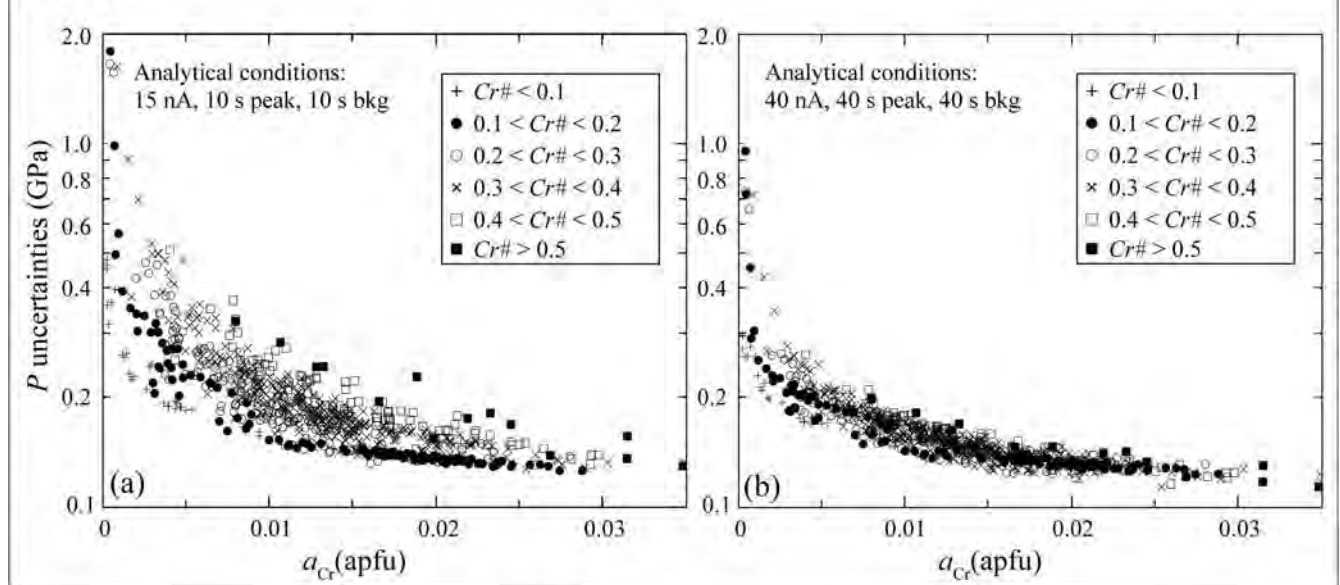 2.0
1.0
0.8
0.6
0.4
0.2
0.1
P uncertainties (GPa)
Analytical conditions:
15 nA, 10 s peak, 10 s bkg
Cr# < 0.1
0.1 < Cr# < 0.2
0.2 < Cr# < 0.3
0.3 < Cr# < 0.4
0.4 < Cr# < 0.5
Cr# > 0.5
(a)
0
0.01
0.02
0.03
aCr(apfu)
2.0
1.0
0.8
0.6
0.4
0.2
0.1
Analytical conditions:
40 nA, 40 s peak, 40 s bkg
Cr# < 0.1
0.1 < Cr# < 0.2
0.2 < Cr# < 0.3
0.3 < Cr# < 0.4
0.4 < Cr# < 0.5
Cr# > 0.5
(b)
0
0.01
0.02
0.03
aCr(apfu)